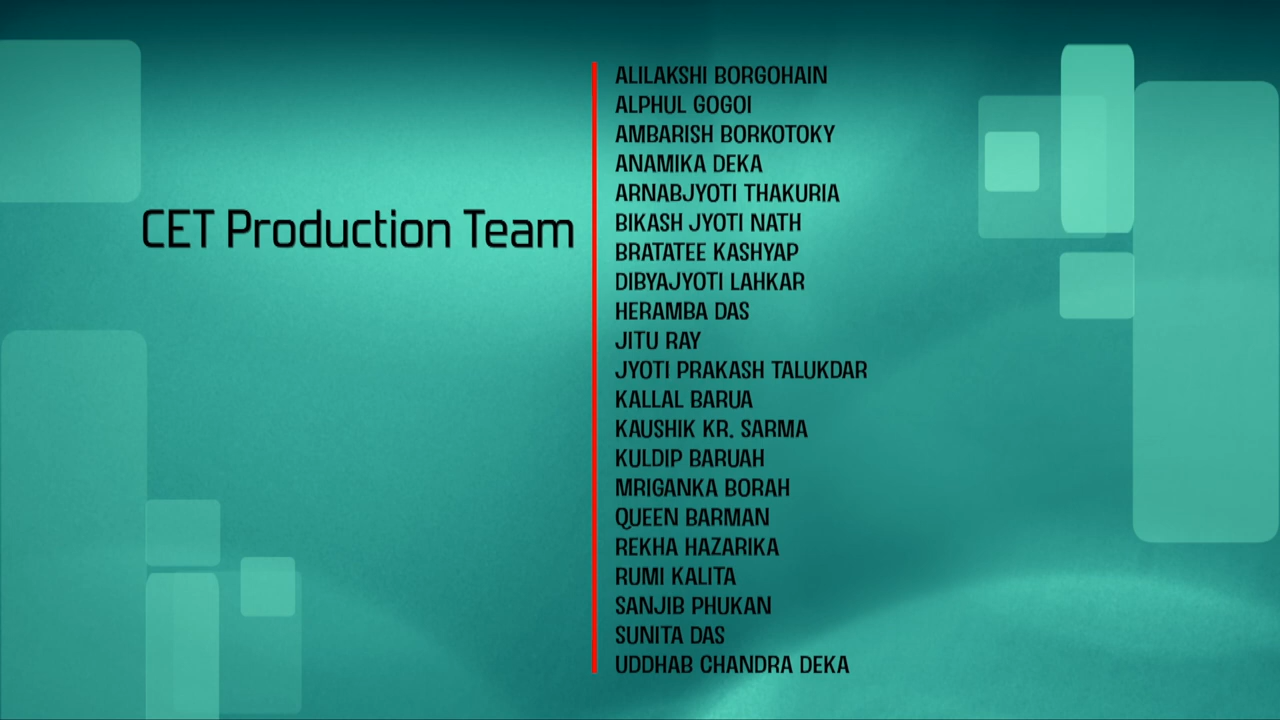 CET Production Team
ALILAKSHI BORGOHAIN
ALPHUL GOGOI
AMBARISH BORKOTOKY
ANAMIKA DEKA
ARNABJYOTI THAKURIA
BIKASH JYOTI NATH
BRATATEE KASHYAP
DIBYAJYOTI LAHKAR
HERAMBA DAS
JITU RAY
JYOTI PRAKASH TALUKDAR
KALLAL BARUA
KAUSHIK KR. SARMA
KULDIP BARUAH
MRIGANKA BORAH
QUEEN BARMAN
REKHA HAZARIKA
RUMI KALITA
SANJIB PHUKAN
SUNITA DAS
UDDHAB CHANDRA DEKA